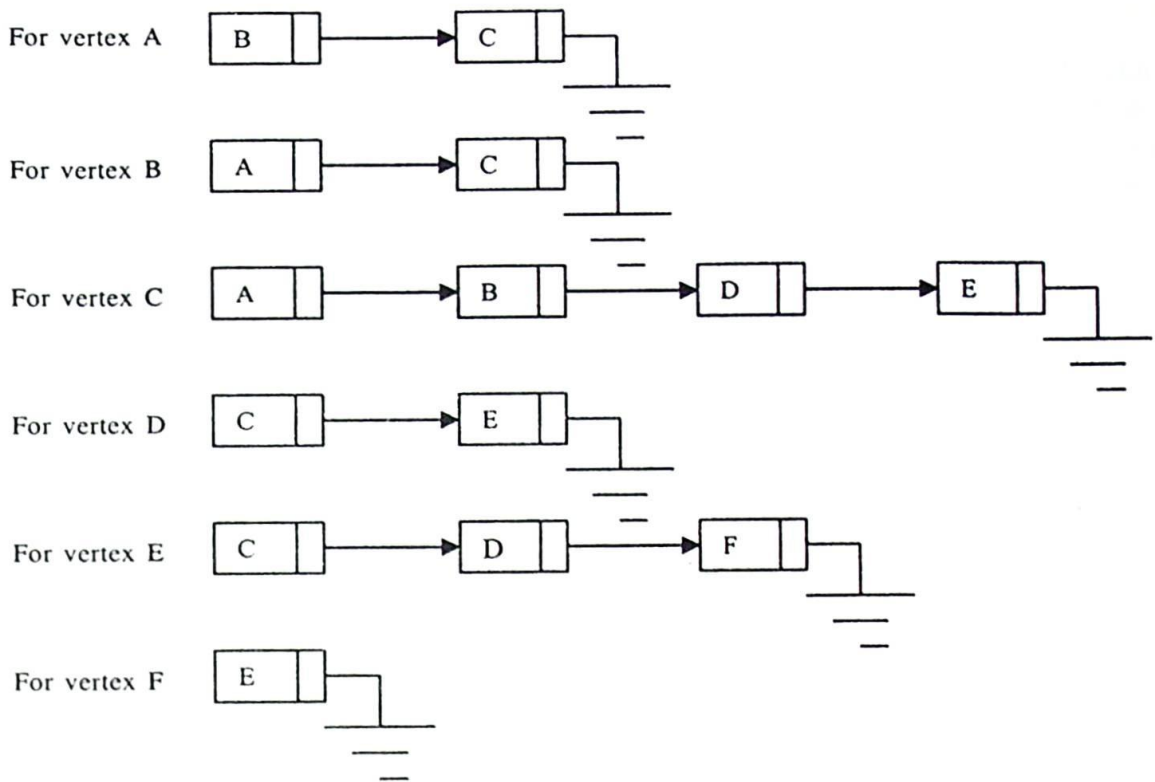 For vertex A B C
For vertex B A C
For vertex C A B D E
For vertex D C E
For vertex E C D F
For vertex F E